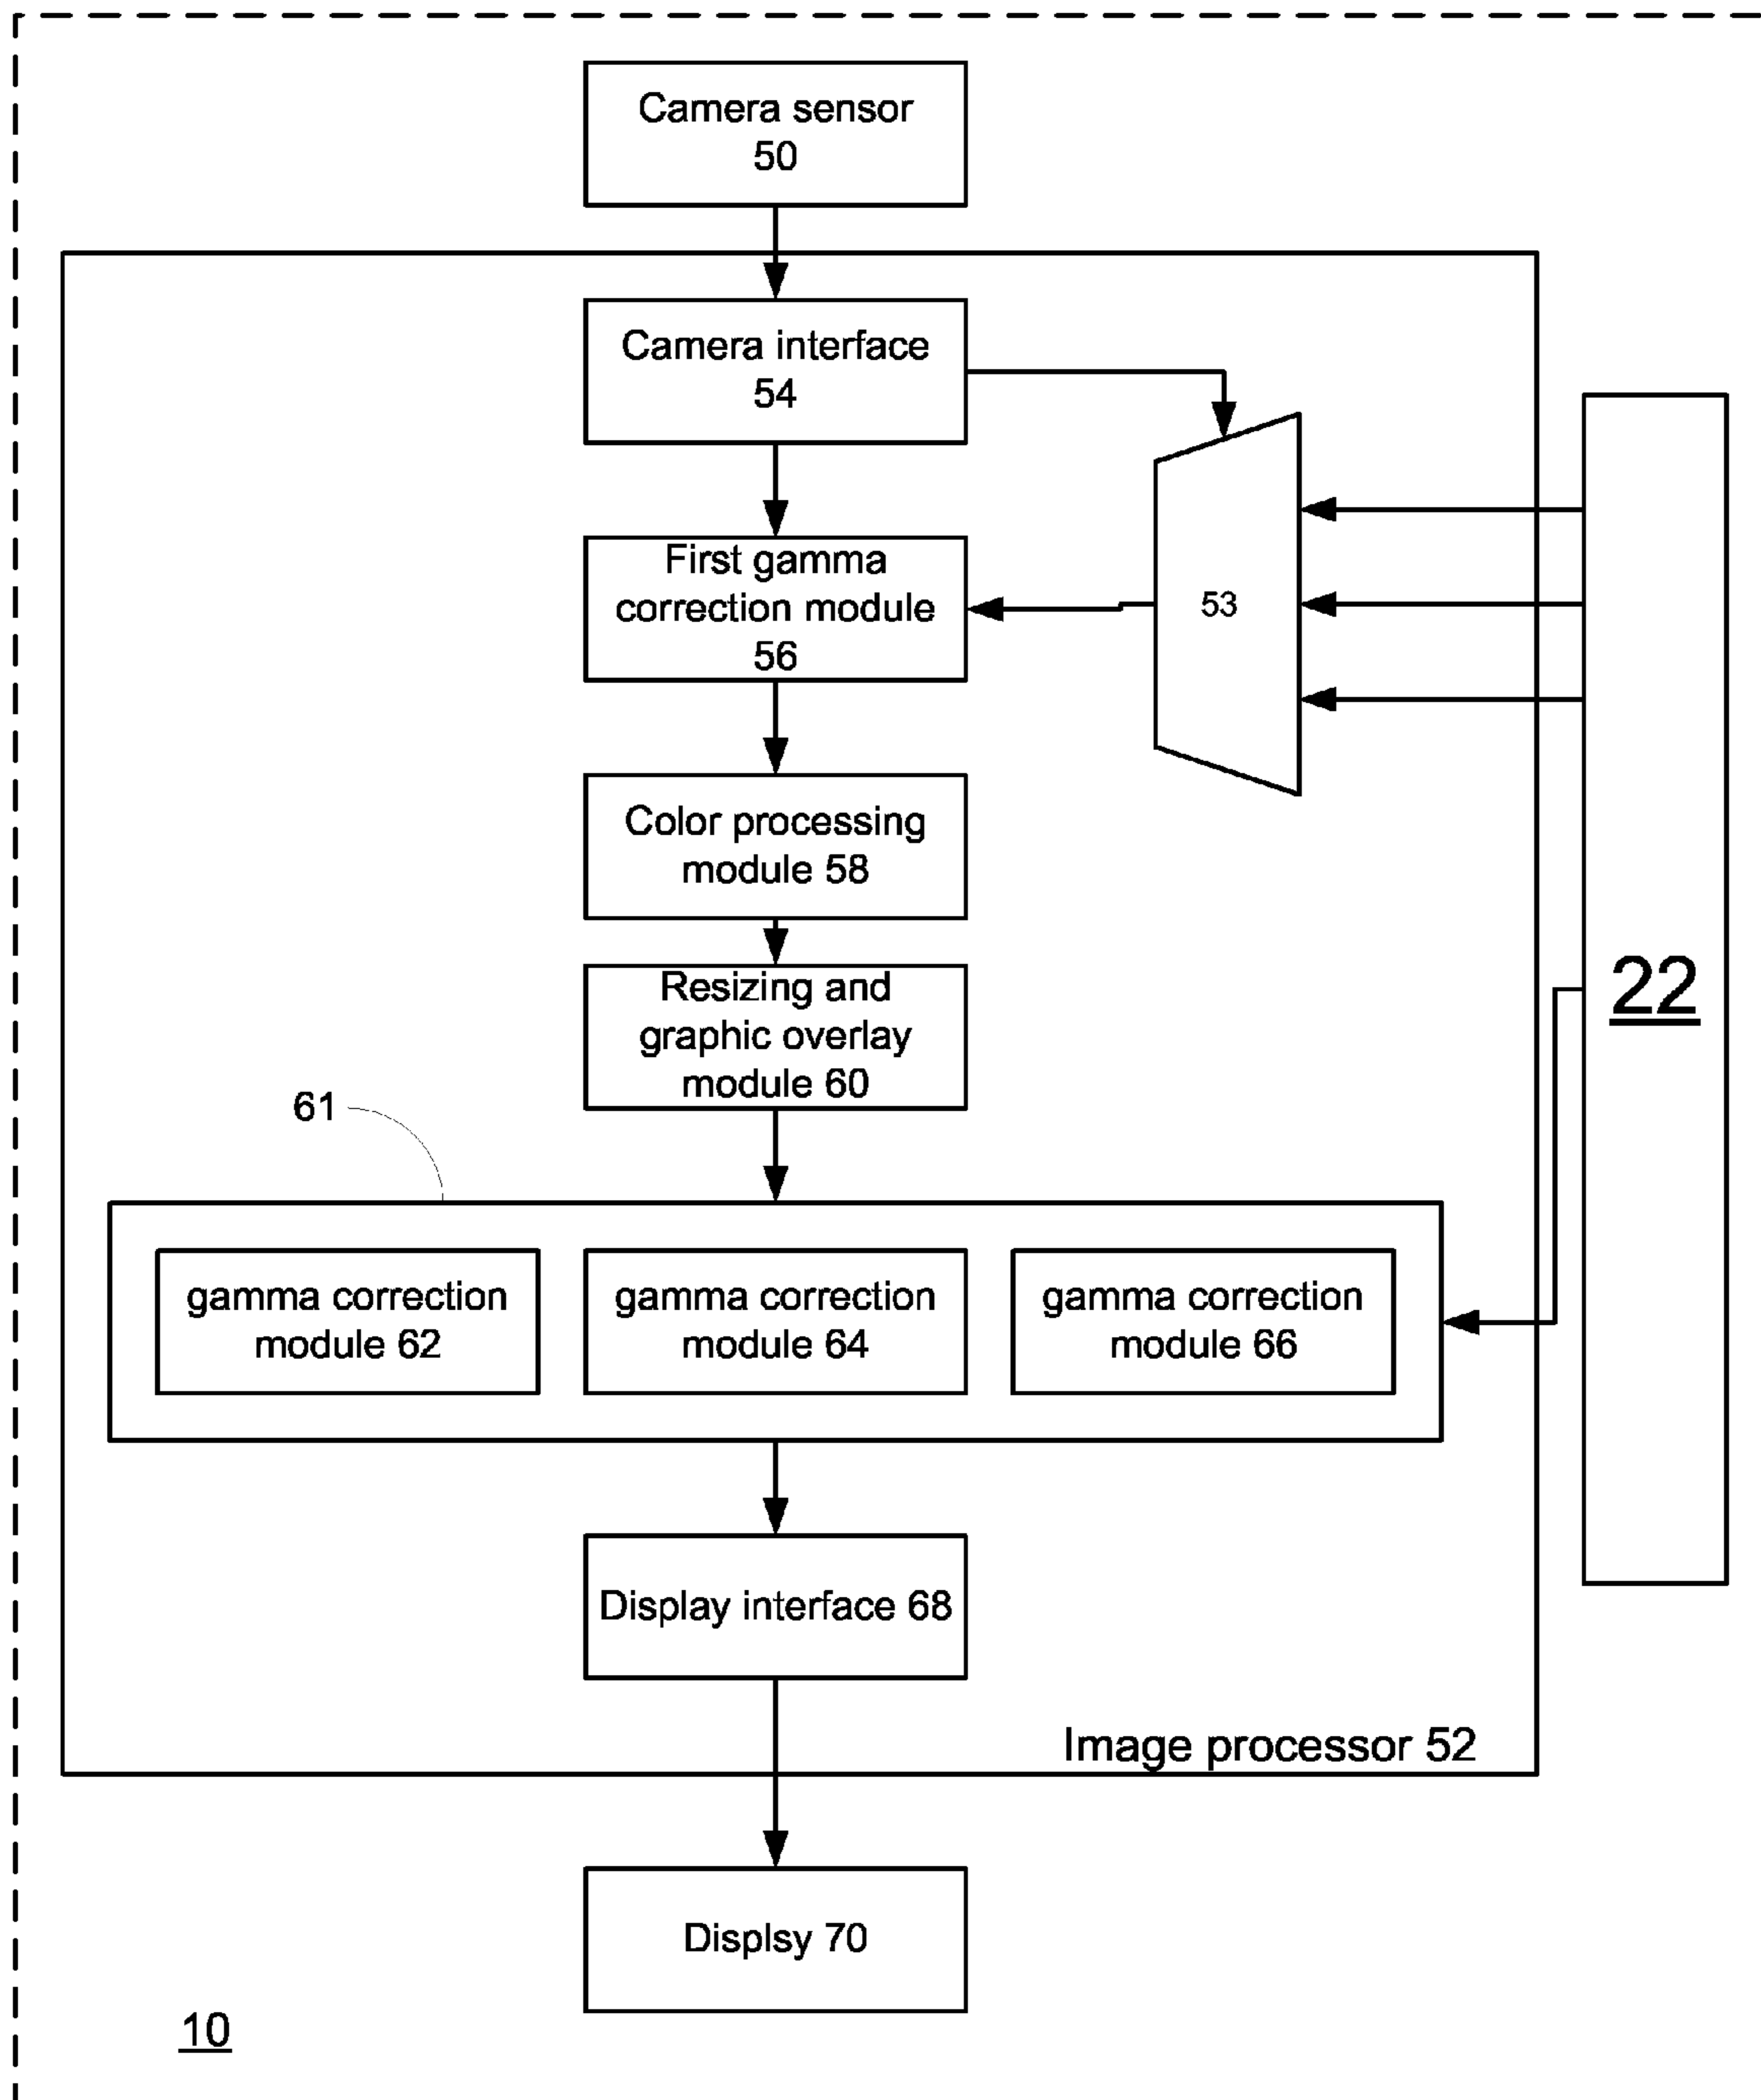 Camera sensor
50
Camera interface
54
First gamma
correction module
56
53
Color processing
module 58
22
Resizing and
graphic overlay
module 60
61
gamma correction
module 62
gamma correction
module 64
gamma correction
module 66
Display interface 68
Image processor 52
Displsy 70
10